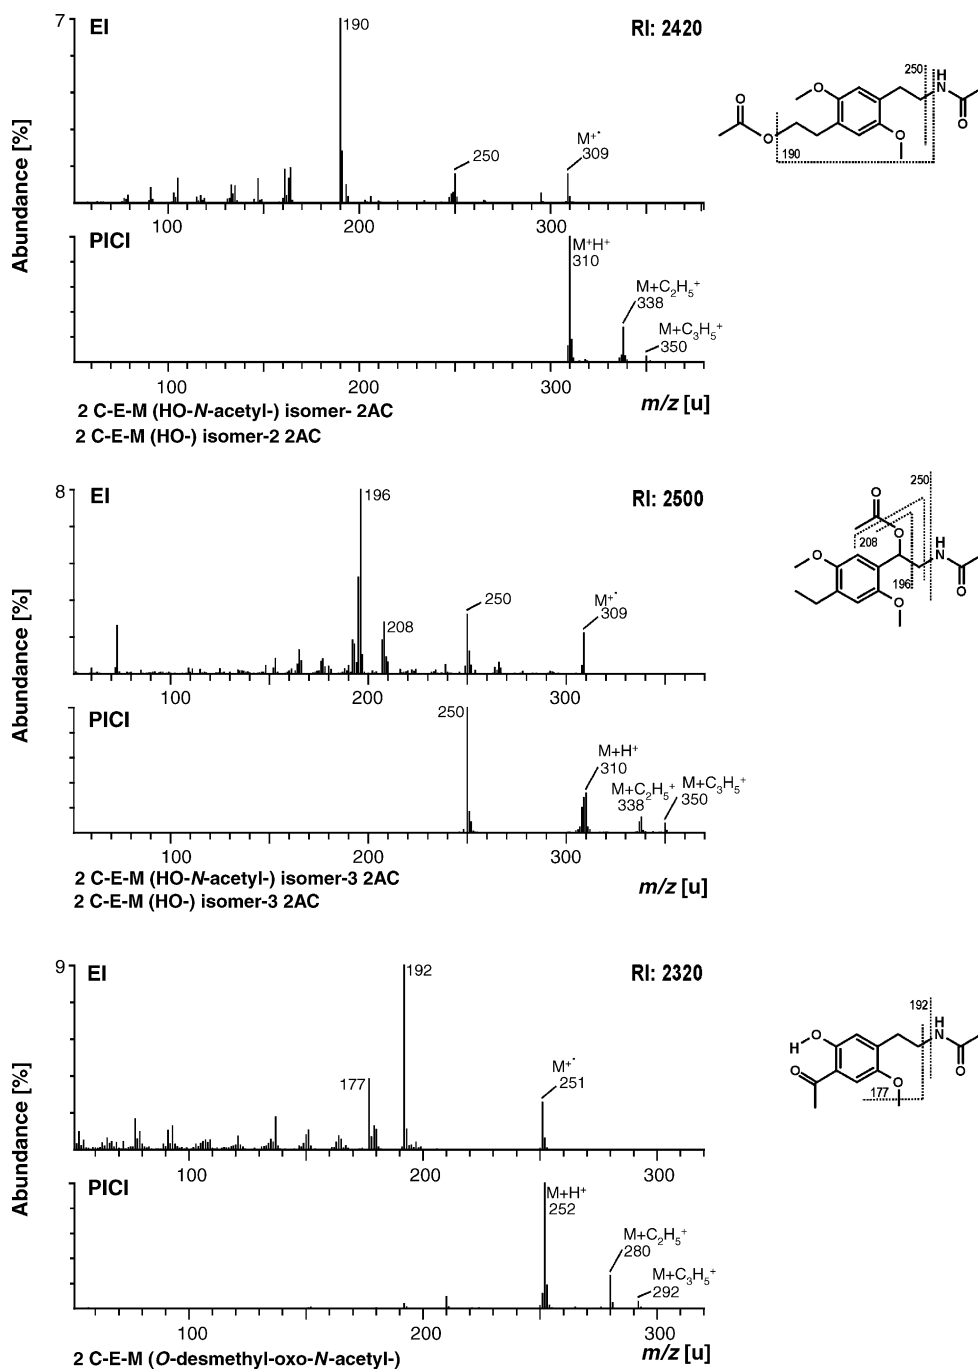 7
EI
RI: 2420
190
250
M+•
309
Abundance [%]
100
200
300
PICI
M+H+
310
M+C2H5+
338
M+C3H5+
350
100
200
300
m/z [u]
2 C-E-M (HO-N-acetyl-) isomer- 2AC
2 C-E-M (HO-) isomer-2 2AC
250
H
N
O
O
O
O
O
190
8
EI
RI: 2500
196
250
208
M+•
309
Abundance [%]
100
200
300
PICI
250
M+H+
310
M+C2H5+
338
M+C3H5+
350
100
200
300
m/z [u]
2 C-E-M (HO-N-acetyl-) isomer-3 2AC
2 C-E-M (HO-) isomer-3 2AC
250
O
O
208
H
N
O
O
196
O
9
EI
RI: 2320
192
177
M+•
251
Abundance [%]
100
200
300
PICI
M+H+
252
M+C2H5+
280
M+C3H5+
292
100
200
300
m/z [u]
2 C-E-M (O-desmethyl-oxo-N-acetyl-)
192
H
N
H
O
O
O
O
177